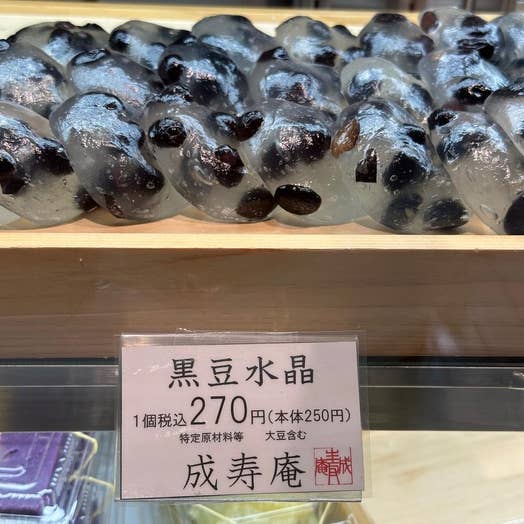 黒豆水晶
1個税込270円(本体250円)
特定原材料等 大豆含む
成寿庵